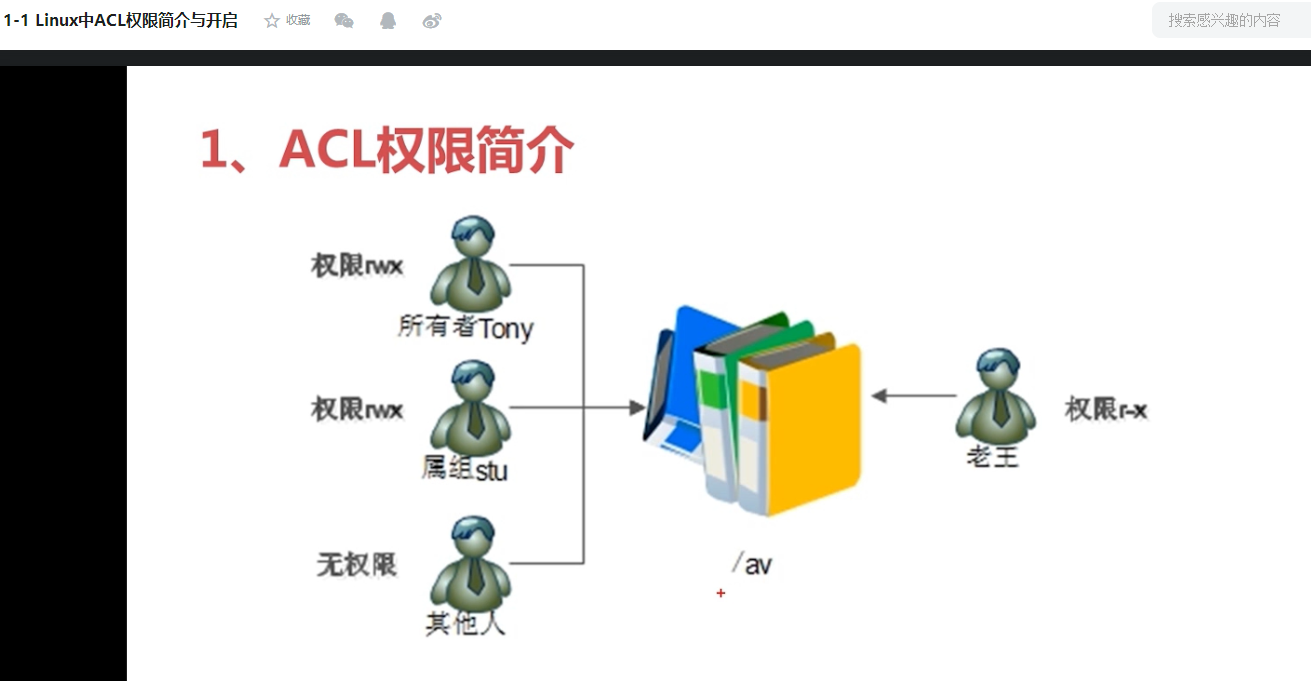 1-1 Linux中ACL权限简介与开启
收藏
搜索感兴趣的内容
1、ACL权限简介
权限rwx
所有者Tony
权限rwx
属组stu
无权限
其他人
/av
老王
权限r-x